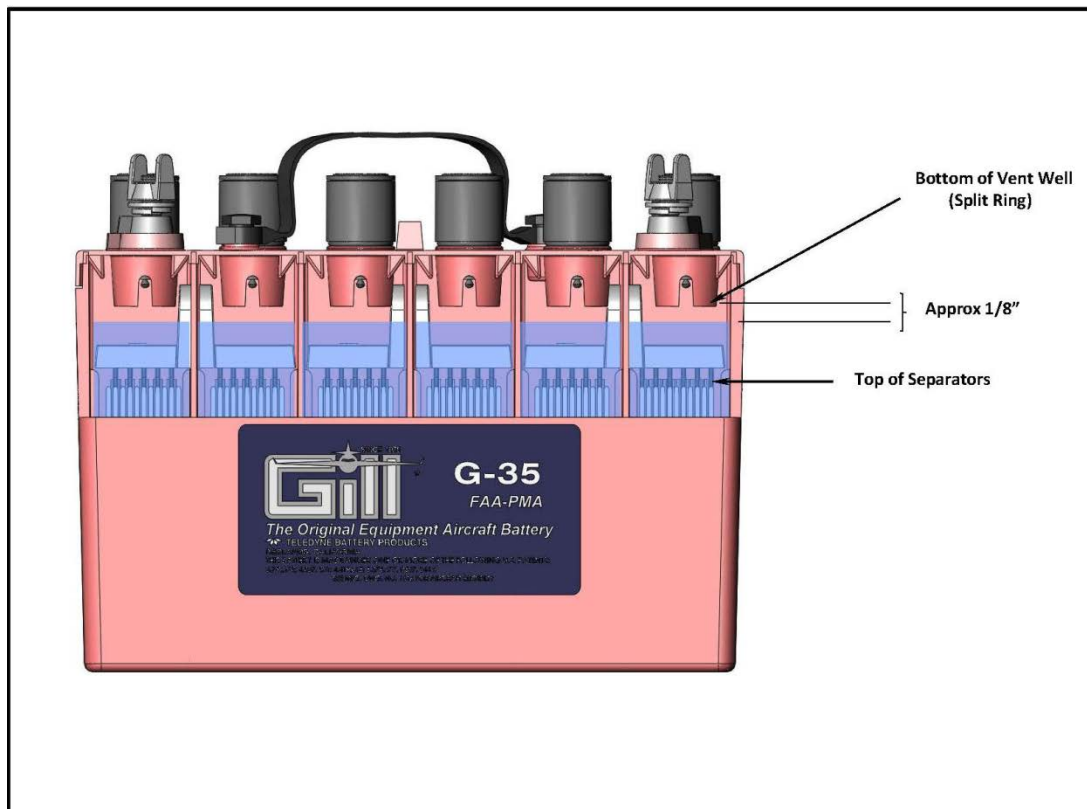 Bottom of Vent Well
(Split Ring)
Approx 1/8”
Top of Separators
Gill
G-35
FAA-PMA
The Original Equipment Aircraft Battery
TELEDYNE BATTERY PRODUCTS